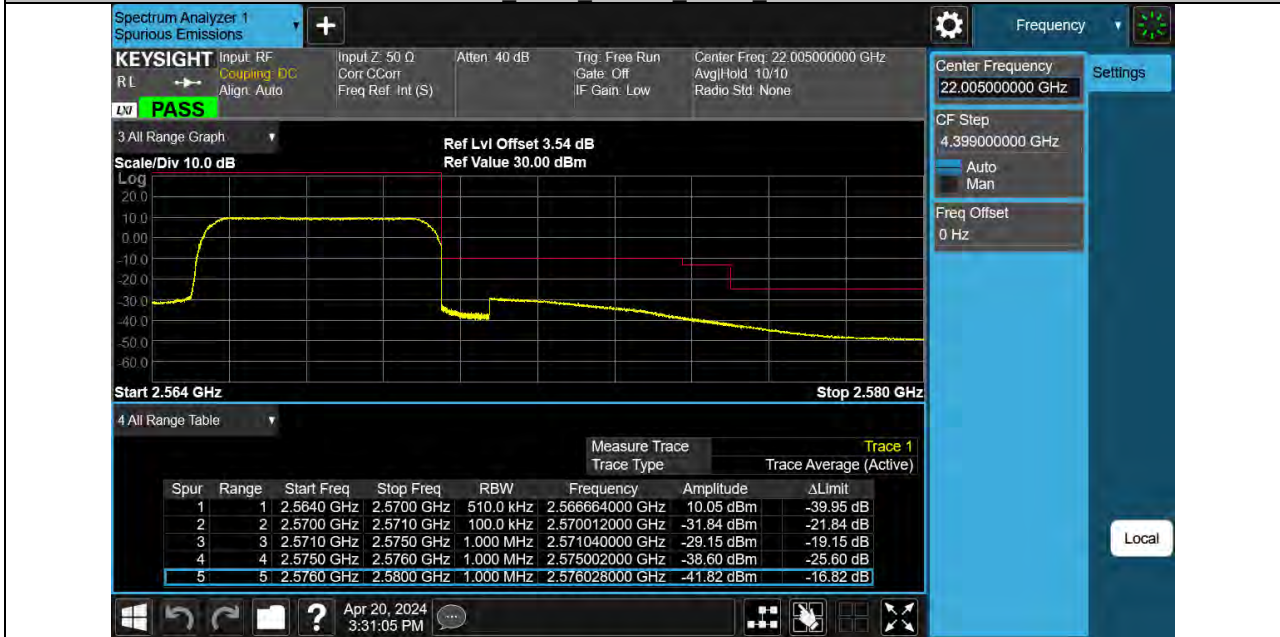 Spectrum Analyzer 1
Spurious Emissions
Frequency
KEYSIGHT
RL
LXI
PASS
Input: RF
Coupling: DC
Align: Auto
Input Z: 50 Ω
Corr CCorr
Freq Ref: Int (S)
Atten: 40 dB
Trig: Free Run
Gate: Off
IF Gain: Low
Center Freq: 22.005000000 GHz
Avg|Hold: 10/10
Radio Std: None
Center Frequency
22.005000000 GHz
Settings
CF Step
4.399000000 GHz
Auto
Man
Freq Offset
0 Hz
Local
3 All Range Graph
Scale/Div 10.0 dB
Ref Lvl Offset 3.54 dB
Ref Value 30.00 dBm
Log
20.0
10.0
0.00
-10.0
-20.0
-30.0
-40.0
-50.0
-60.0
Start 2.564 GHz
Stop 2.580 GHz
4 All Range Table
Measure Trace Trace 1
Trace Type Trace Average (Active)
Spur Range Start Freq Stop Freq RBW Frequency Amplitude ΔLimit
1 1 2.5640 GHz 2.5700 GHz 510.0 kHz 2.566664000 GHz 10.05 dBm -39.95 dB
2 2 2.5700 GHz 2.5710 GHz 100.0 kHz 2.570012000 GHz -31.84 dBm -21.84 dB
3 3 2.5710 GHz 2.5750 GHz 1.000 MHz 2.571040000 GHz -29.15 dBm -19.15 dB
4 4 2.5750 GHz 2.5760 GHz 1.000 MHz 2.575002000 GHz -38.60 dBm -25.60 dB
5 5 2.5760 GHz 2.5800 GHz 1.000 MHz 2.576028000 GHz -41.82 dBm -16.82 dB
?
Apr 20, 2024
3:31:05 PM